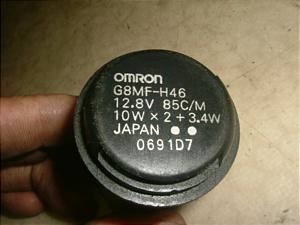 OMRON
G8MF-H46
12.8V 85C/M
10W × 2 + 3.4W
JAPAN ●●
0691D7